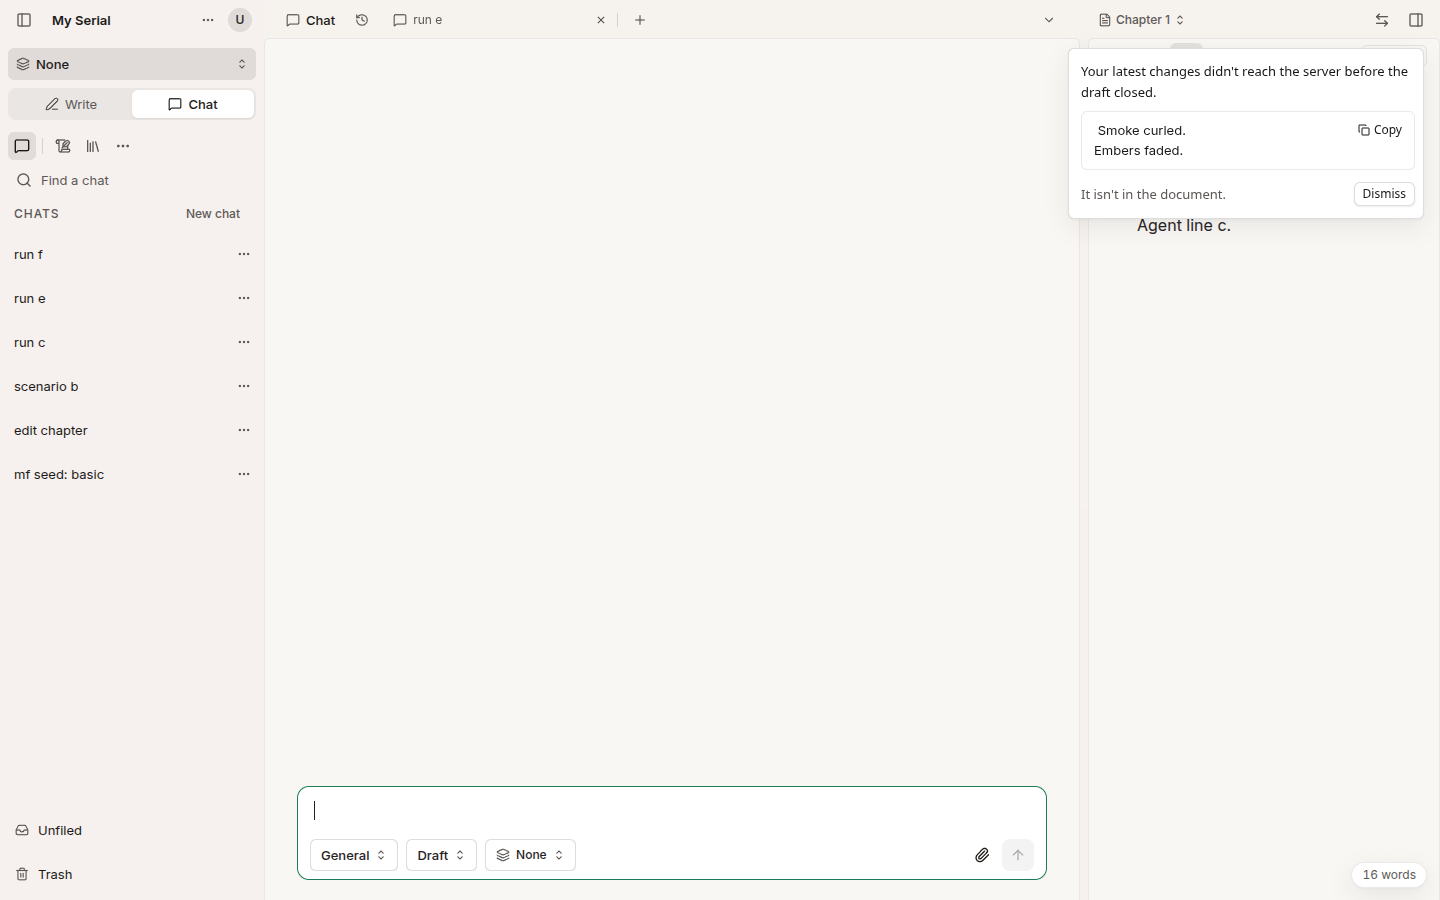 My Serial
U
None
Write
Chat
Find a chat
CHATS
New chat
run f
run e
run c
scenario b
edit chapter
mf seed: basic
Unfiled
Trash
Chat
run e
General
Draft
None
Chapter 1
Your latest changes didn't reach the server before the
draft closed.
Smoke curled.
Embers faded.
Copy
It isn't in the document.
Dismiss
Agent line c.
16 words